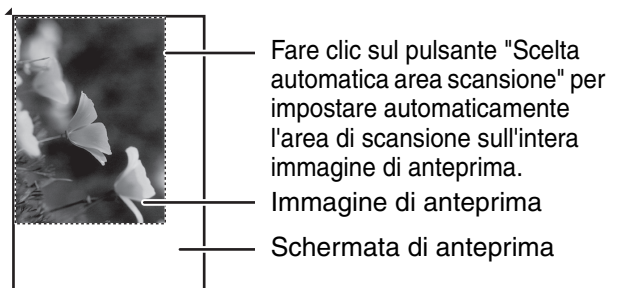 Fare clic sul pulsante "Scelta
automatica area scansione" per
impostare automaticamente
l'area di scansione sull'intera
immagine di anteprima.
Immagine di anteprima
Schermata di anteprima